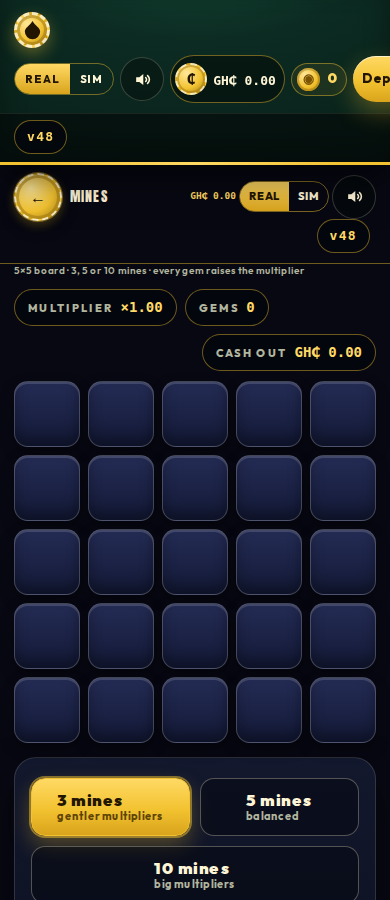 REAL SIM ₵ GH₵ 0.00 0 Dep
v48
← MINES GH₵ 0.00 REAL SIM
v48
5×5 board · 3, 5 or 10 mines · every gem raises the multiplier
MULTIPLIER ×1.00 GEMS 0
CASH OUT GH₵ 0.00
3 mines
gentler multipliers
5 mines
balanced
10 mines
big multipliers